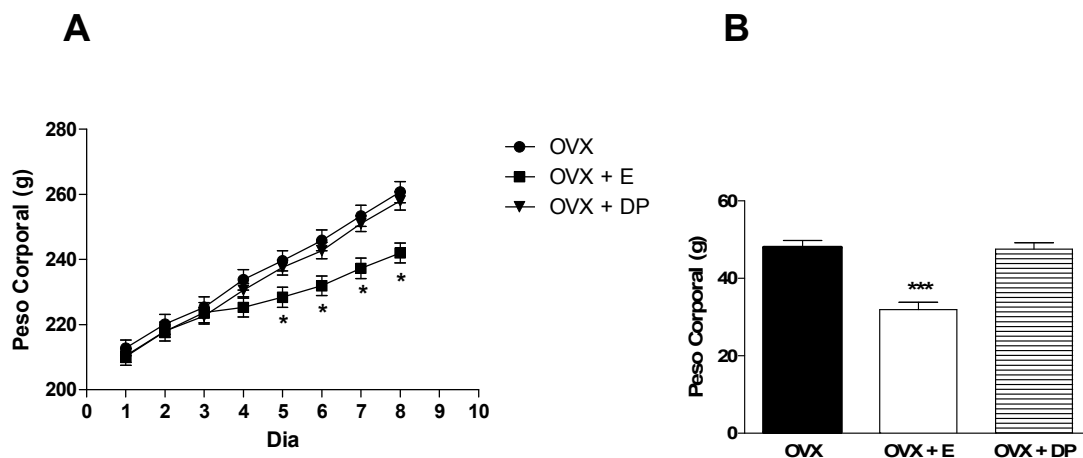 A
B
280
260
240
220
200
Peso Corporal (g)
0 1 2 3 4 5 6 7 8 9 10
Dia
* * * *
OVX
OVX + E
OVX + DP
60
40
20
0
Peso Corporal (g)
***
OVX OVX + E OVX + DP